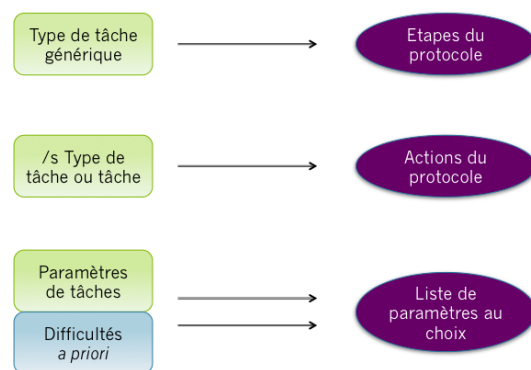 Type de tâche
générique
Etapes du
protocole
/s Type de
tâche ou tâche
Actions du
protocole
Paramètres
de tâches
Difficultés
a priori
Liste de
paramètres au
choix